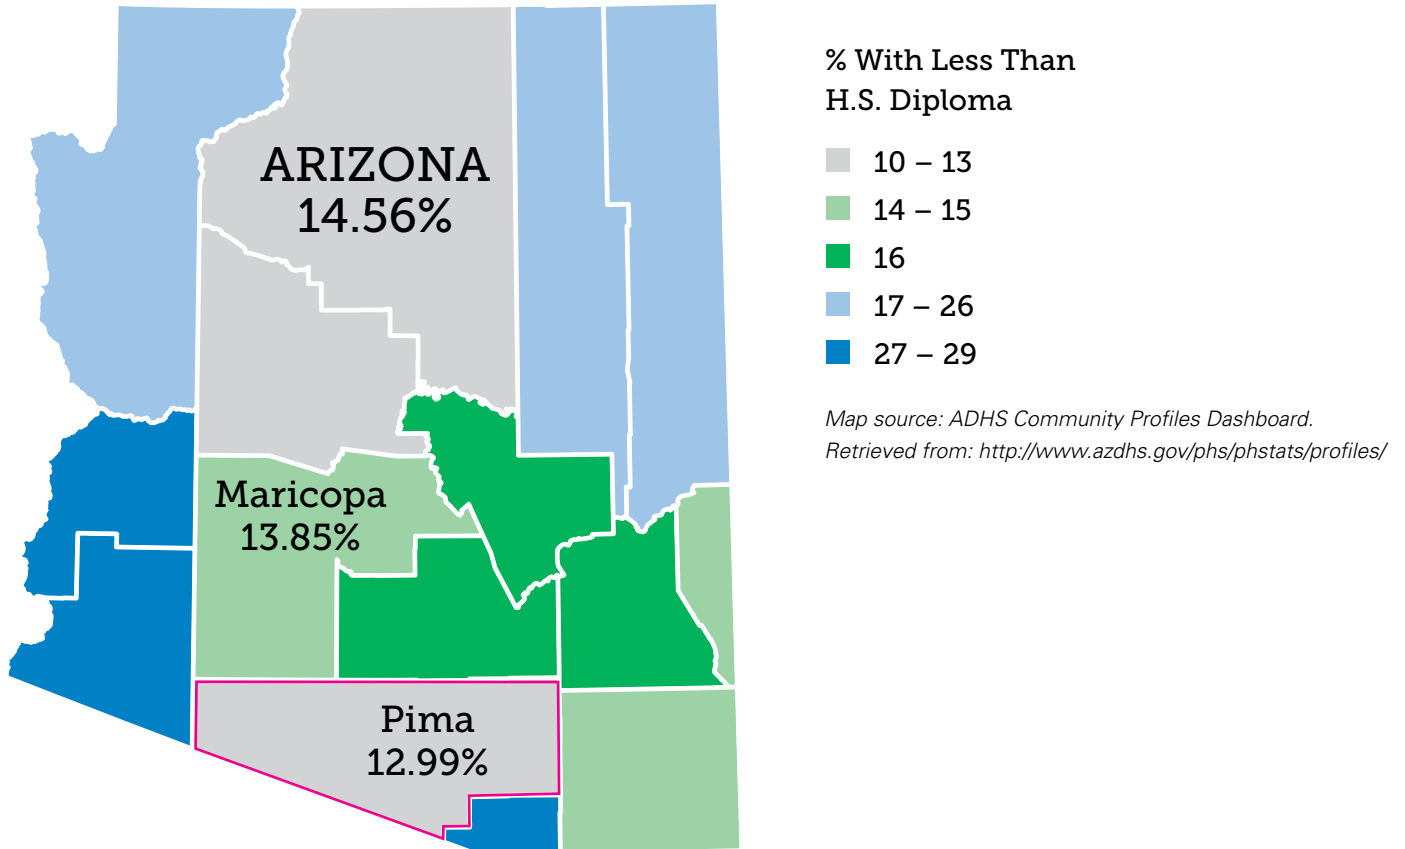 ARIZONA
14.56%
Maricopa
13.85%
Pima
12.99%
% With Less Than
H.S. Diploma
10 – 13
14 – 15
16
17 – 26
27 – 29
Map source: ADHS Community Profiles Dashboard.
Retrieved from: http://www.azdhs.gov/phs/phstats/profiles/